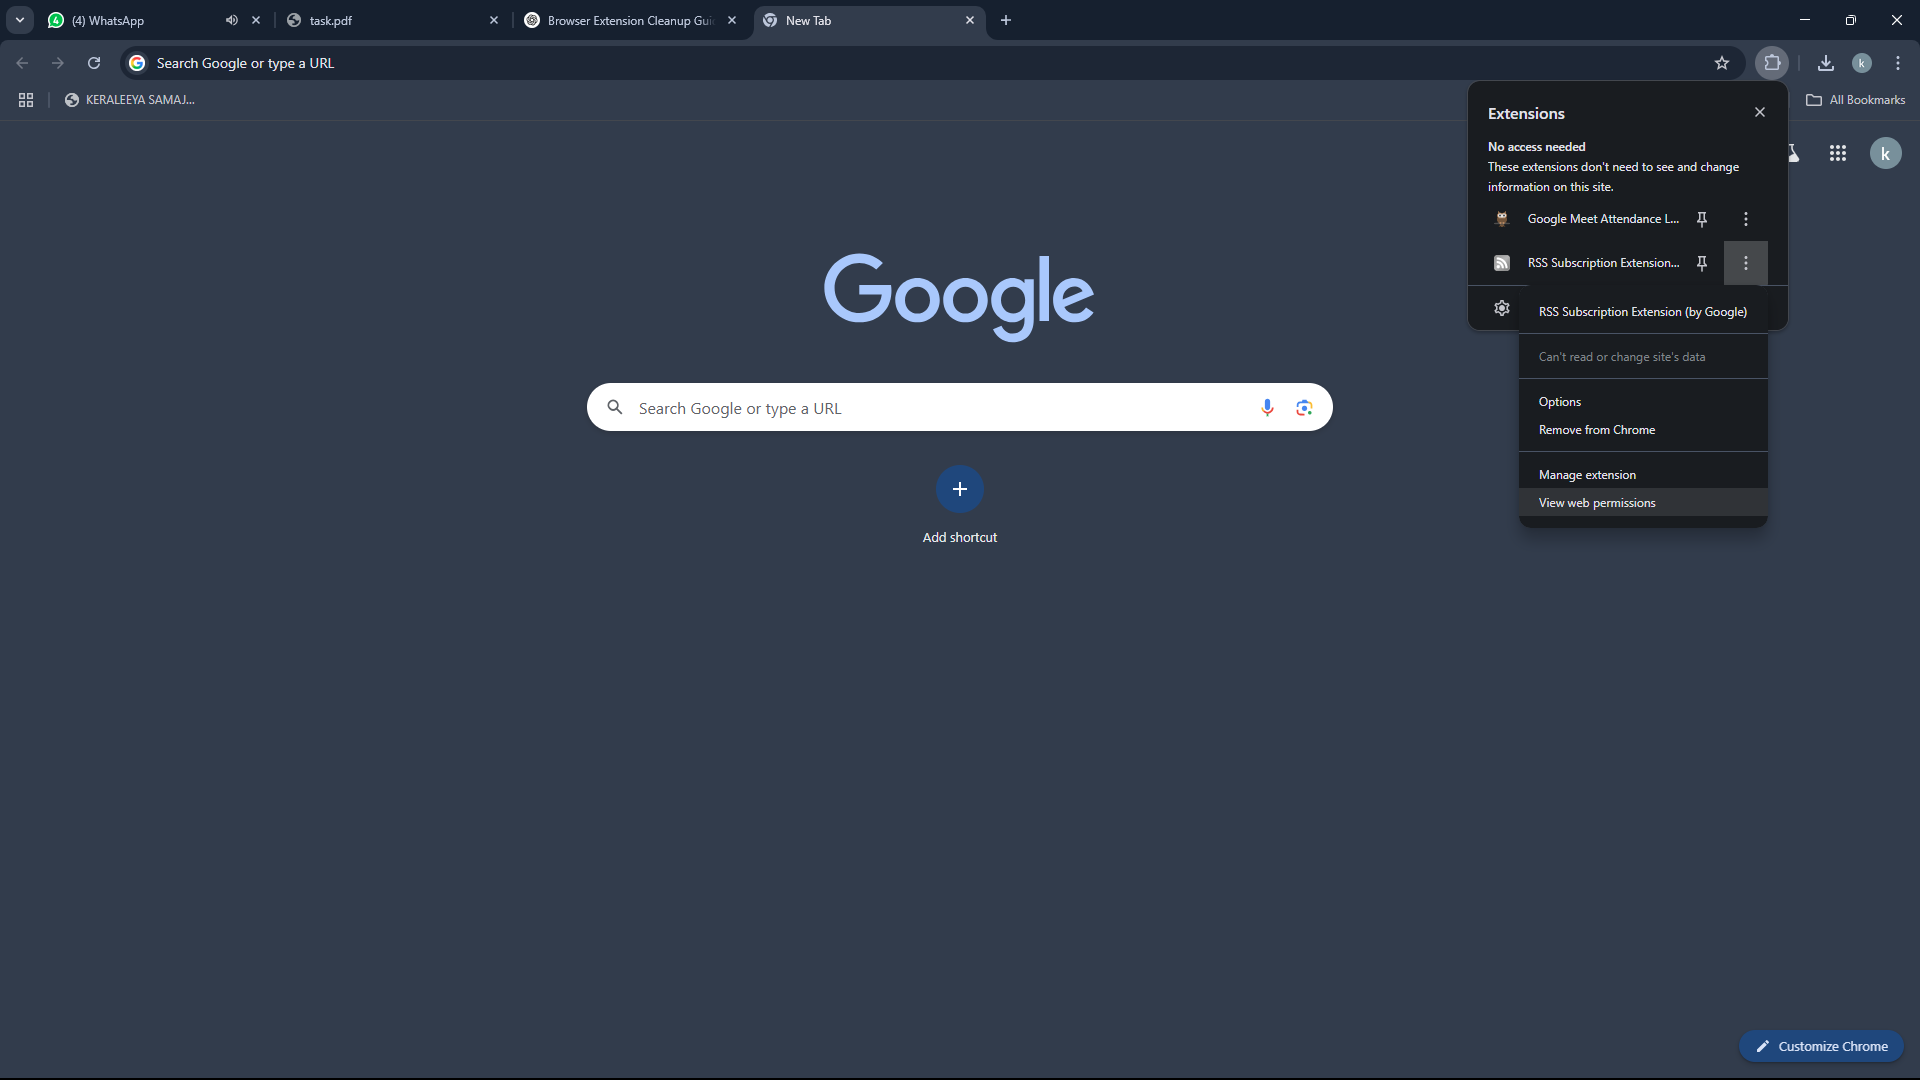 (4) WhatsApp
task.pdf
Browser Extension Cleanup Gui
New Tab
Search Google or type a URL
k
KERALEEYA SAMAJ...
All Bookmarks
Extensions
No access needed
These extensions don't need to see and change
information on this site.
Google Meet Attendance L...
RSS Subscription Extension...
k
RSS Subscription Extension (by Google)
Can't read or change site's data
Options
Remove from Chrome
Manage extension
View web permissions
Google
Search Google or type a URL
Add shortcut
Customize Chrome